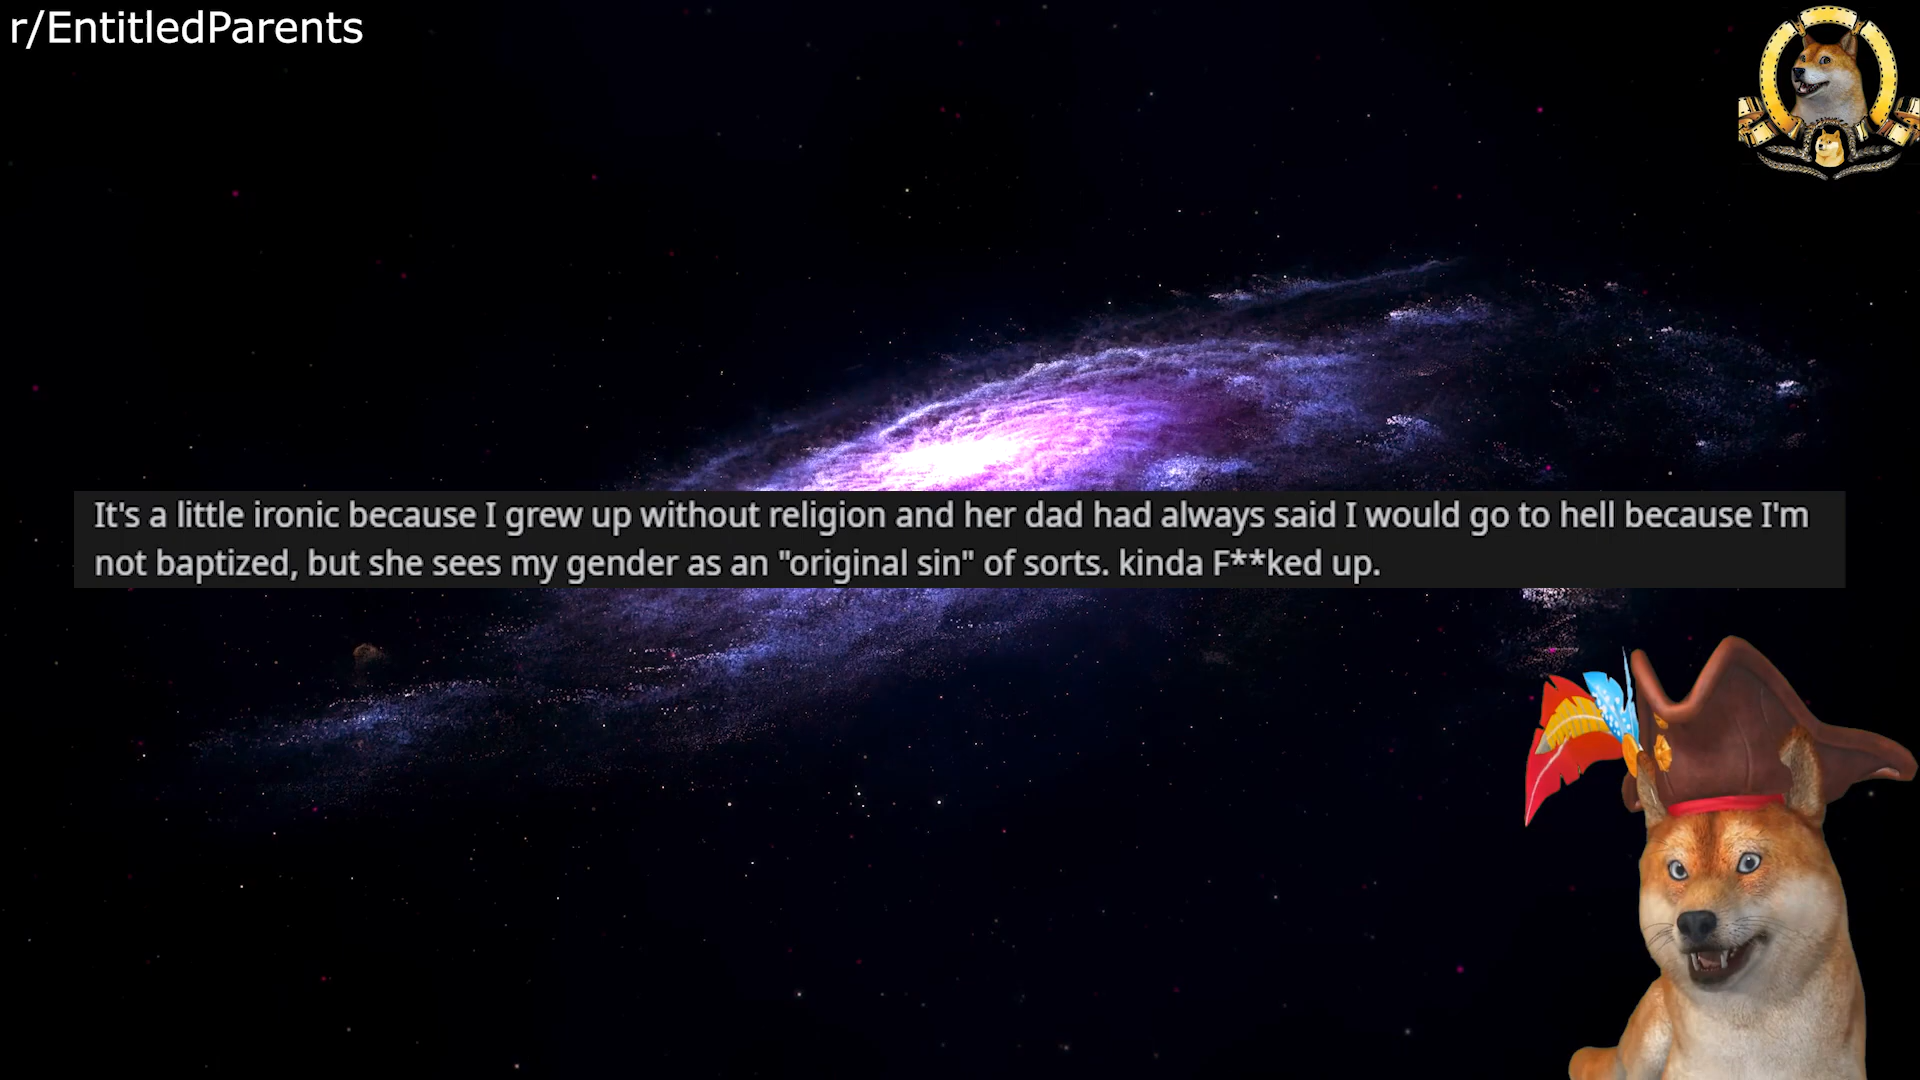 r/EntitledParents
It's a little ironic because I grew up without religion and her dad had always said I would go to hell because I'm
not baptized, but she sees my gender as an "original sin" of sorts. kinda F**ked up.